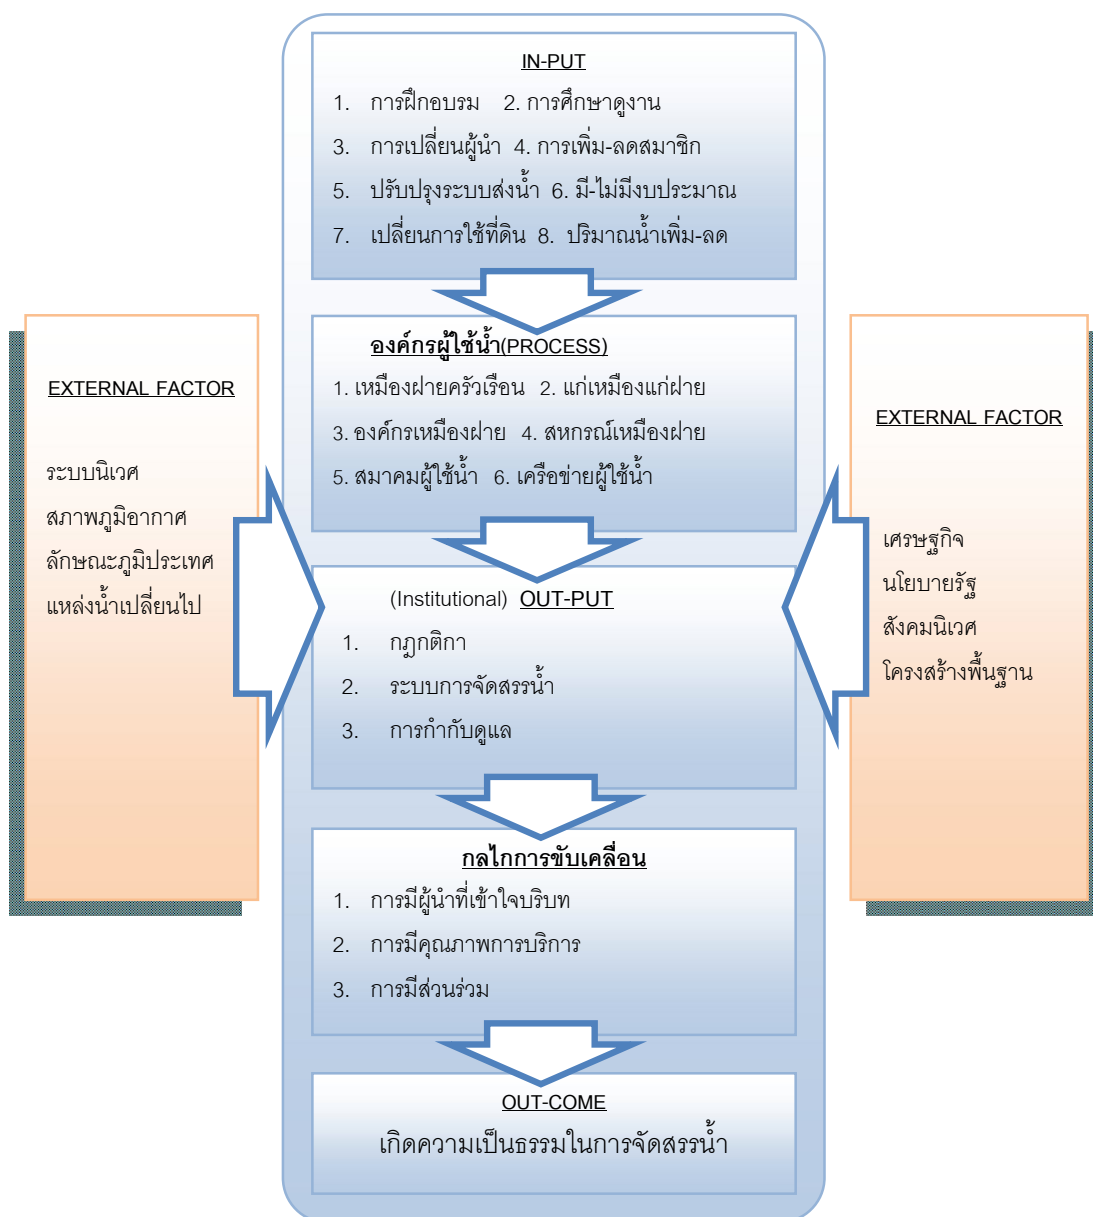 IN-PUT
1. การฝึกอบรม 2. การศึกษาดูงาน
3. การเปลี่ยนผู้นำ 4. การเพิ่ม-ลดสมาชิก
5. ปรับปรุงระบบส่งน้ำ 6. มี-ไม่มีงบประมาณ
7. เปลี่ยนการใช้ที่ดิน 8. ปริมาณน้ำเพิ่ม-ลด
องค์กรผู้ใช้น้ำ(PROCESS)
1. เหมืองฝายครัวเรือน 2. แก่เหมืองแก่ฝาย
3. องค์กรเหมืองฝาย 4. สหกรณ์เหมืองฝาย
5. สมาคมผู้ใช้น้ำ 6. เครือข่ายผู้ใช้น้ำ
EXTERNAL FACTOR
ระบบนิเวศ
สภาพภูมิอากาศ
ลักษณะภูมิประเทศ
แหล่งน้ำเปลี่ยนไป
EXTERNAL FACTOR
เศรษฐกิจ
นโยบายรัฐ
สังคมนิเวศ
โครงสร้างพื้นฐาน
(Institutional) OUT-PUT
1. กฎกติกา
2. ระบบการจัดสรรน้ำ
3. การกำกับดูแล
กลไกการขับเคลื่อน
1. การมีผู้นำที่เข้าใจบริบท
2. การมีคุณภาพการบริการ
3. การมีส่วนร่วม
OUT-COME
เกิดความเป็นธรรมในการจัดสรรน้ำ